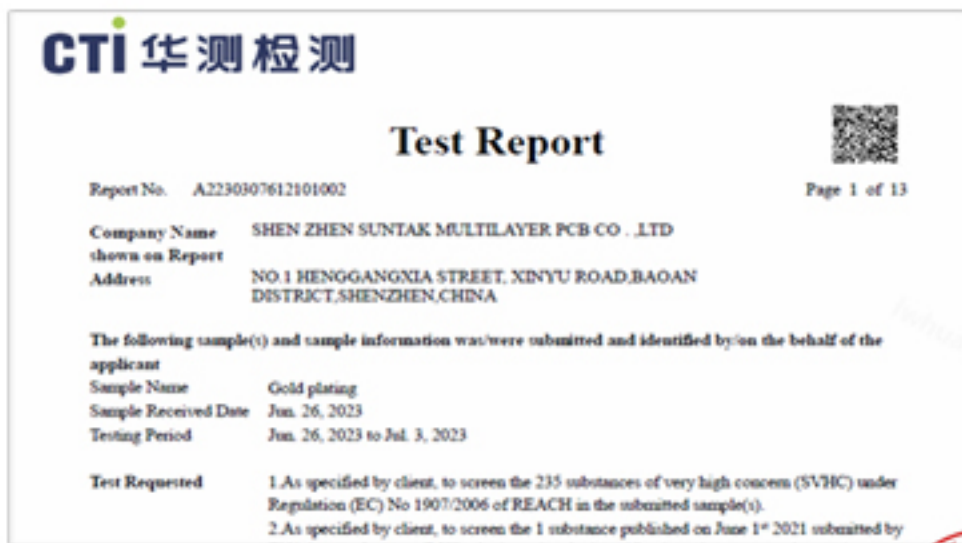 CTI 华测检测
Test Report
Report No. A2230307612101002
Page 1 of 13
Company Name shown on Report SHEN ZHEN SUNTAK MULTILAYER PCB CO . ,LTD
Address NO.1 HENGGANGXIA STREET, XINYU ROAD,BAOAN
DISTRICT,SHENZHEN,CHINA
The following sample(s) and sample information was/were submitted and identified by/on the behalf of the
applicant
Sample Name Gold plating
Sample Received Date Jun. 26, 2023
Testing Period Jun. 26, 2023 to Jul. 3, 2023
Test Requested 1.As specified by client, to screen the 235 substances of very high concern (SVHC) under
Regulation (EC) No 1907/2006 of REACH in the submitted sample(s).
2.As specified by client, to screen the 1 substance published on June 1st 2021 submitted by